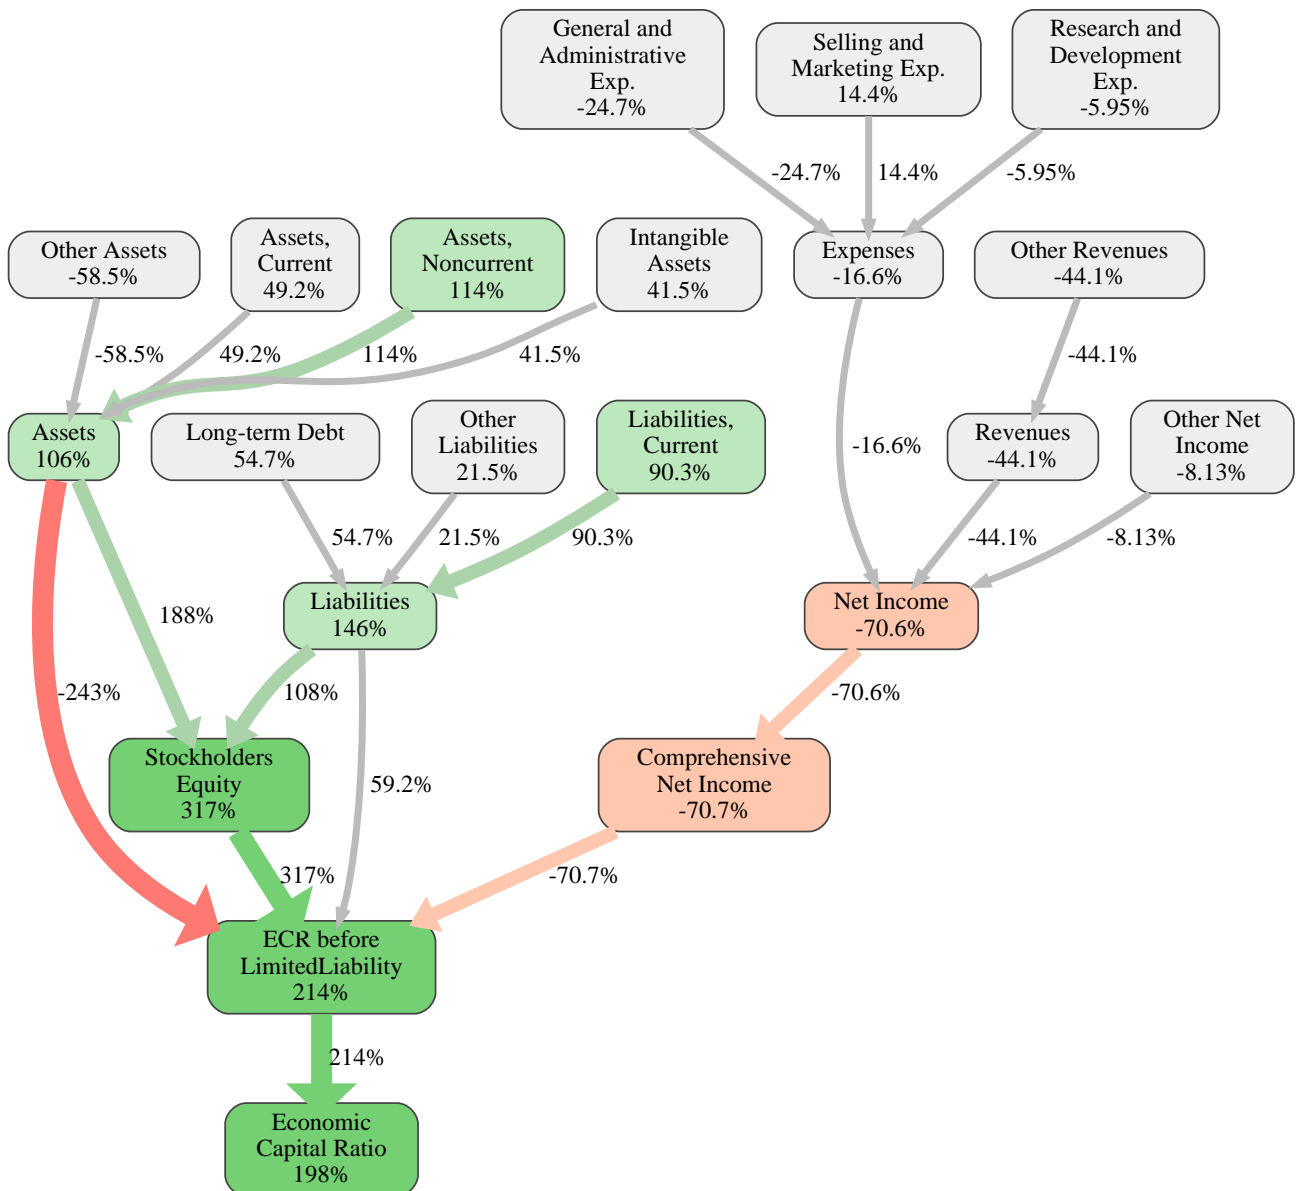 General and
Administrative
Exp.
-24.7%
Selling and
Marketing Exp.
14.4%
Research and
Development
Exp.
-5.95%
-24.7%
14.4%
-5.95%
Other Assets
-58.5%
Assets,
Current
49.2%
Assets,
Noncurrent
114%
Intangible
Assets
41.5%
Expenses
-16.6%
Other Revenues
-44.1%
-58.5%
49.2%
114%
41.5%
-44.1%
Assets
106%
Long-term Debt
54.7%
Other
Liabilities
21.5%
Liabilities,
Current
90.3%
-16.6%
Revenues
-44.1%
Other Net
Income
-8.13%
54.7%
21.5%
90.3%
-44.1%
-8.13%
188%
Liabilities
146%
Net Income
-70.6%
-243%
108%
-70.6%
Stockholders
Equity
317%
59.2%
Comprehensive
Net Income
-70.7%
317%
-70.7%
ECR before
LimitedLiability
214%
214%
Economic
Capital Ratio
198%